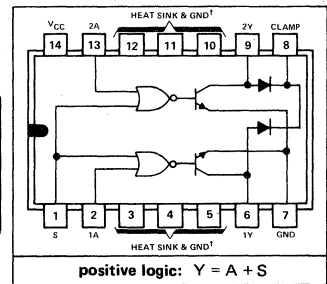 HEAT SINK & GND†
VCC 2A 2Y CLAMP
14 13 12 11 10 9 8
1 2 3 4 5 6 7
S 1A 1Y GND
HEAT SINK & GND†
positive logic: Y = A + S